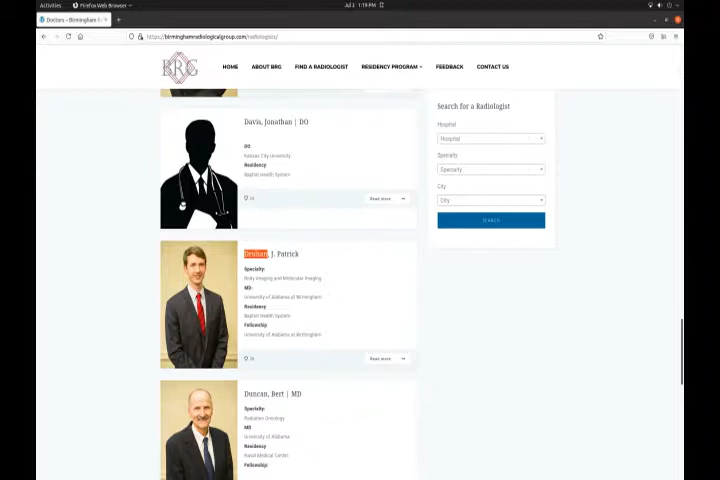 Activities
Firefox Web Browser
Jul 2 1:19 PM
Doctors – Birmingham R
https://birminghamradiologicalgroup.com/radiologists/
BRG
HOME
ABOUT BRG
FIND A RADIOLOGIST
RESIDENCY PROGRAM
FEEDBACK
CONTACT US
Davis, Jonathan | DO
DO
Kansas City University
Residency
Baptist Health System
Read more
Druhan, J. Patrick
Specialty:
Body Imaging and Molecular Imaging
MD:
University of Alabama at Birmingham
Residency
Baptist Health System
Fellowship:
University of Alabama at Birmingham
Read more
Duncan, Bert | MD
Specialty:
Radiation Oncology
MD
University of Alabama
Residency
Naval Medical Center
Fellowship:
Search for a Radiologist
Hospital
Hospital
Specialty
Specialty
City
City
SEARCH